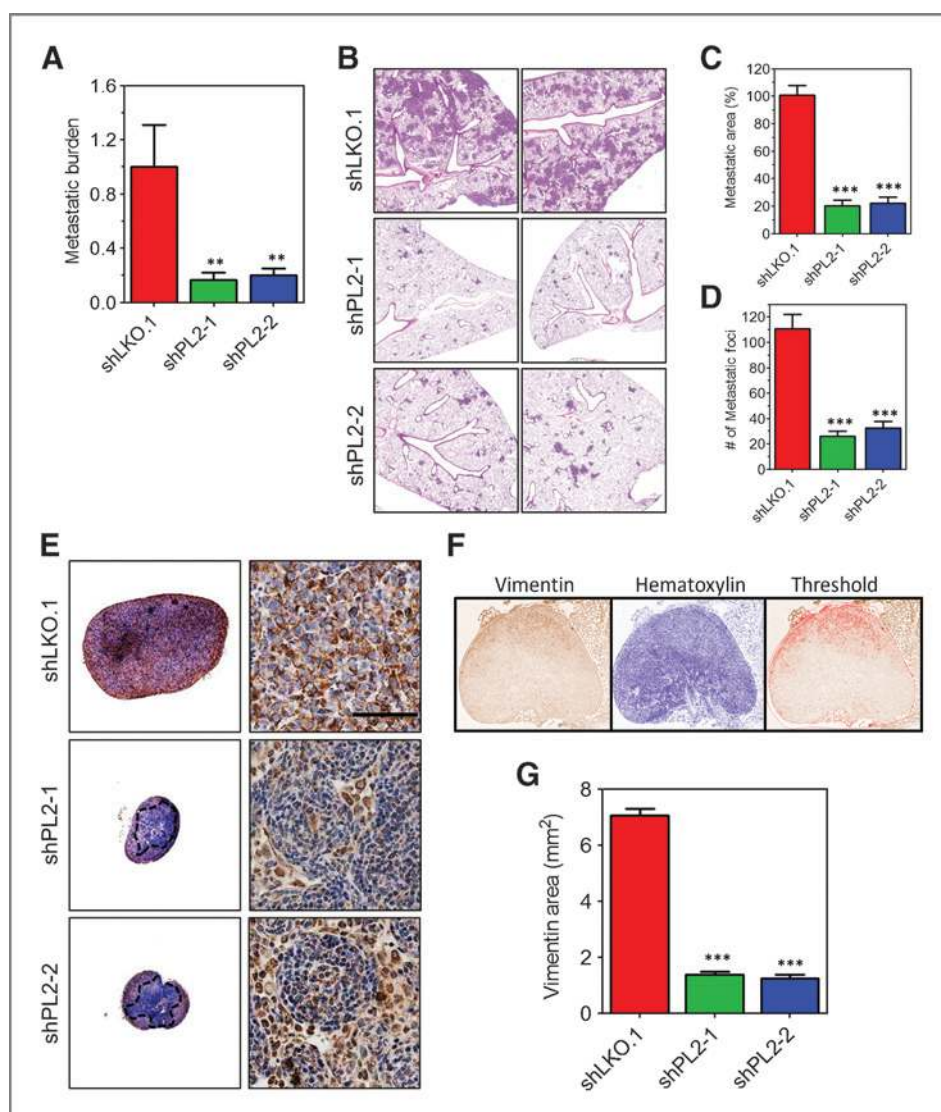 A
Metastatic burden
1.6
1.2
0.8
0.4
0.0
**
**
shLKO.1
shPL2-1
shPL2-2
B
shLKO.1
shPL2-1
shPL2-2
C
Metastatic area (%)
120
100
80
60
40
20
0
***
***
shLKO.1
shPL2-1
shPL2-2
D
# of Metastatic foci
120
100
80
60
40
20
0
***
***
shLKO.1
shPL2-1
shPL2-2
E
shLKO.1
shPL2-1
shPL2-2
F
Vimentin Hematoxylin Threshold
G
Vimentin area (mm²)
8
6
4
2
0
***
***
shLKO.1
shPL2-1
shPL2-2